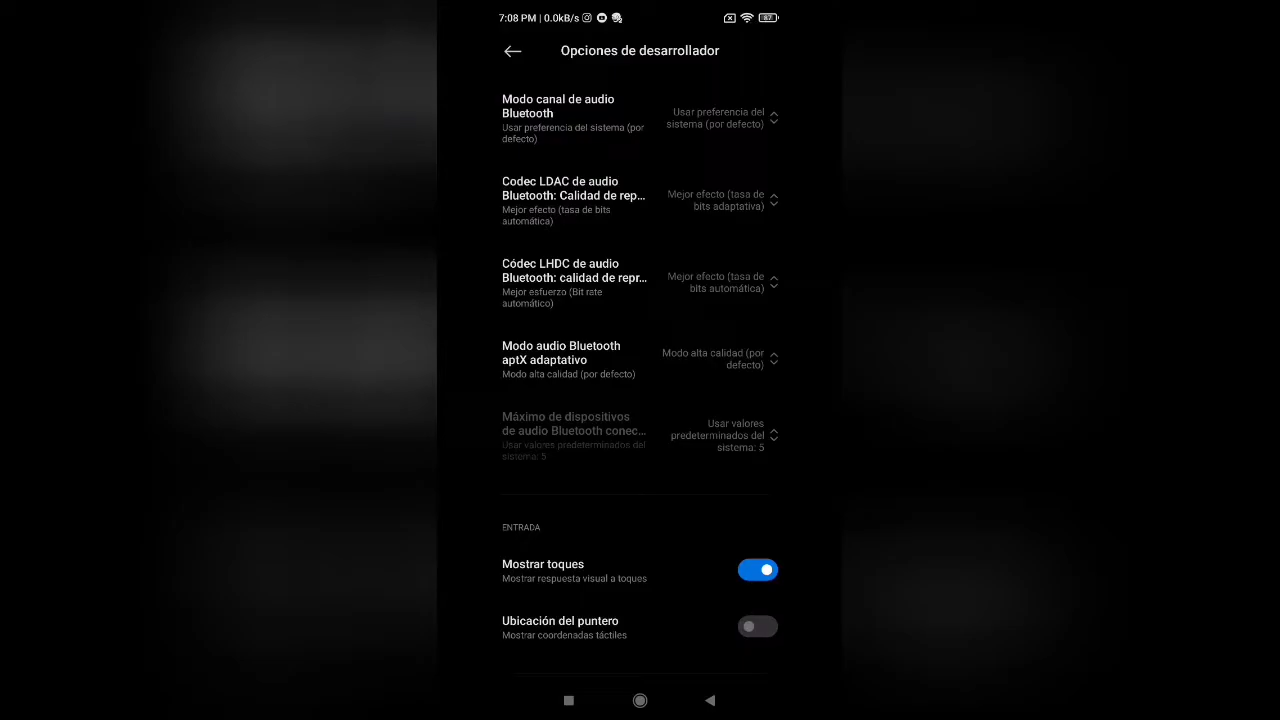 7:08 PM | 0.0kB/s
87
Opciones de desarrollador
Modo canal de audio
Bluetooth
Usar preferencia del sistema (por
defecto)
Usar preferencia del
sistema (por defecto)
Codec LDAC de audio
Bluetooth: Calidad de rep...
Mejor efecto (tasa de bits
automática)
Mejor efecto (tasa de
bits adaptativa)
Códec LHDC de audio
Bluetooth: calidad de repr...
Mejor esfuerzo (Bit rate
automático)
Mejor efecto (tasa de
bits automática)
Modo audio Bluetooth
aptX adaptativo
Modo alta calidad (por defecto)
Modo alta calidad (por
defecto)
Máximo de dispositivos
de audio Bluetooth conec...
Usar valores predeterminados del
sistema: 5
Usar valores
predeterminados del
sistema: 5
ENTRADA
Mostrar toques
Mostrar respuesta visual a toques
Ubicación del puntero
Mostrar coordenadas táctiles